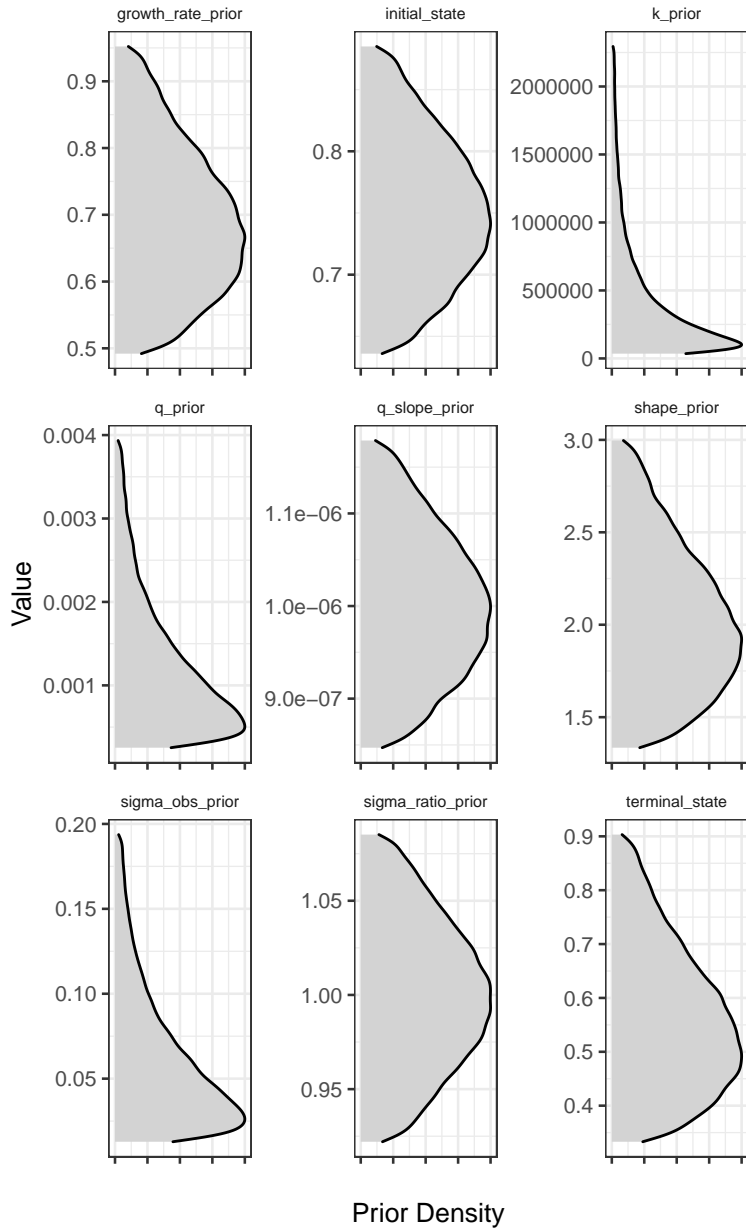 growth_rate_prior
initial_state
k_prior
0.9
0.8
0.7
0.6
0.5
0.8
0.7
2000000
1500000
1000000
500000
0
q_prior
q_slope_prior
shape_prior
0.004
0.003
0.002
0.001
1.1e−06
1.0e−06
9.0e−07
3.0
2.5
2.0
1.5
Value
sigma_obs_prior
sigma_ratio_prior
terminal_state
0.20
0.15
0.10
0.05
1.05
1.00
0.95
0.9
0.8
0.7
0.6
0.5
0.4
Prior Density